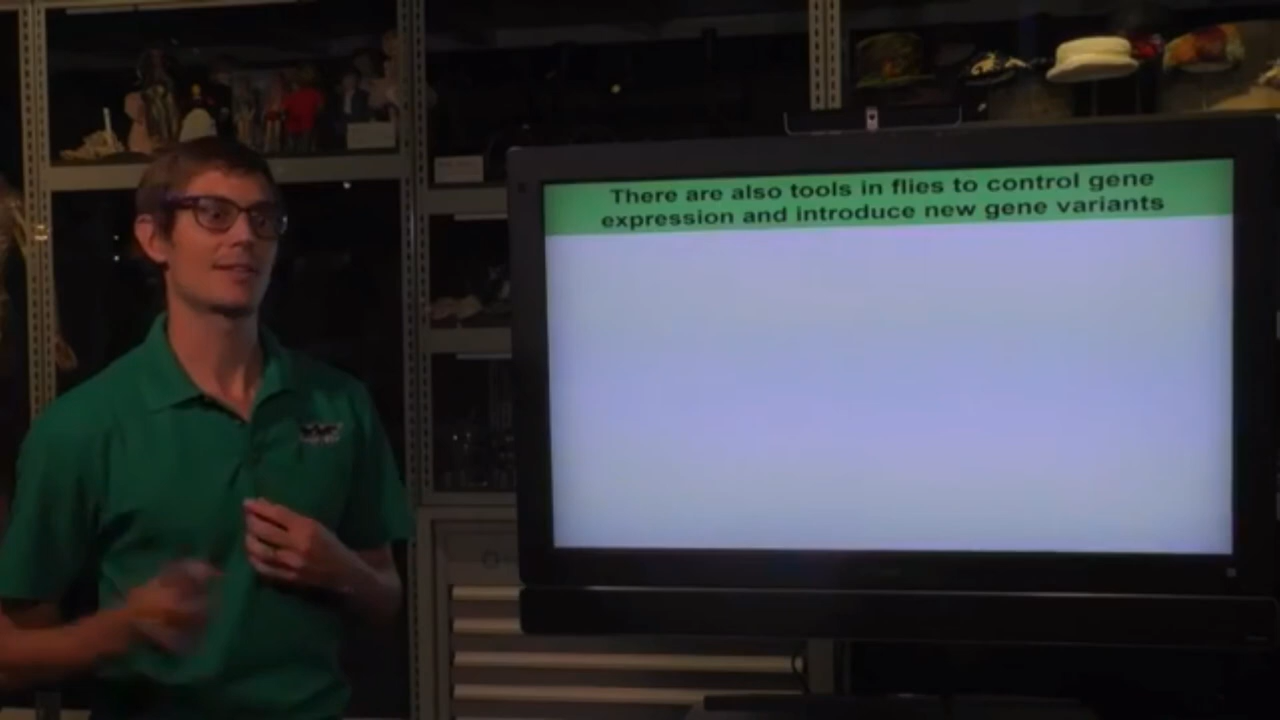 There are also tools in flies to control gene
expression and introduce new gene variants